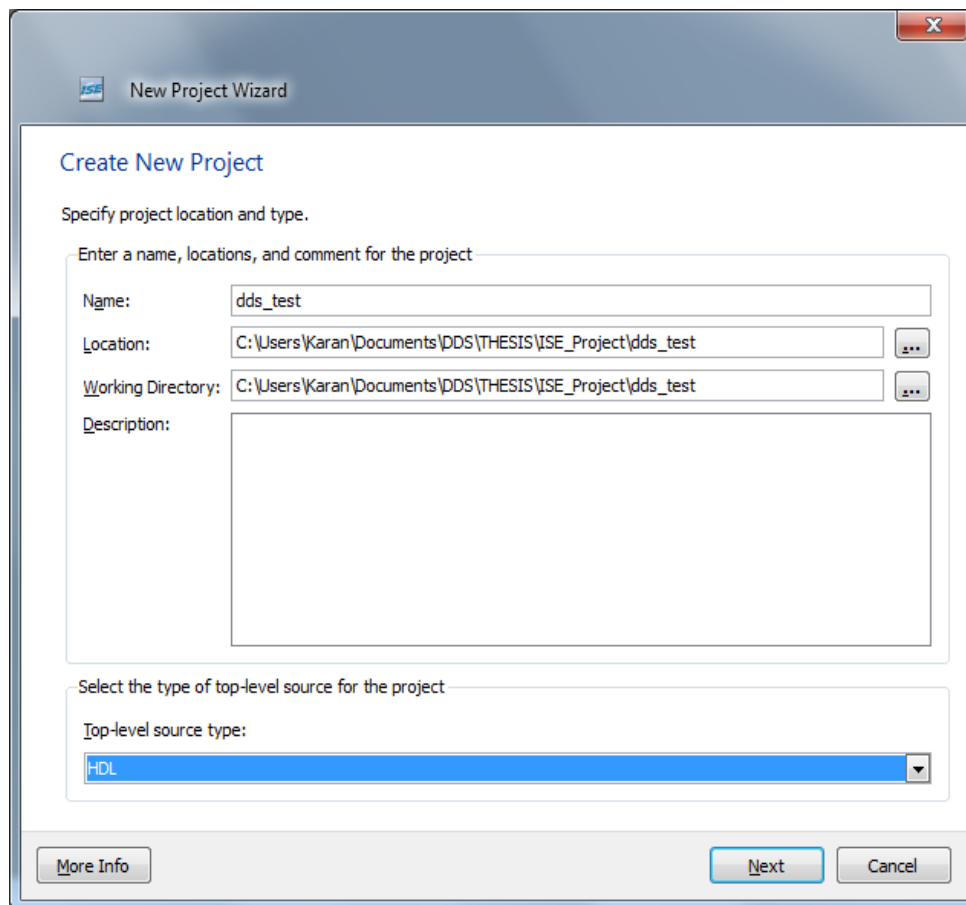 X
ISE New Project Wizard
Create New Project
Specify project location and type.
Enter a name, locations, and comment for the project
Name: dds_test
Location: C:\Users\Karan\Documents\DDS\THESIS\ISE_Project\dds_test ...
Working Directory: C:\Users\Karan\Documents\DDS\THESIS\ISE_Project\dds_test ...
Description:
Select the type of top-level source for the project
Top-level source type:
HDL
More Info Next Cancel